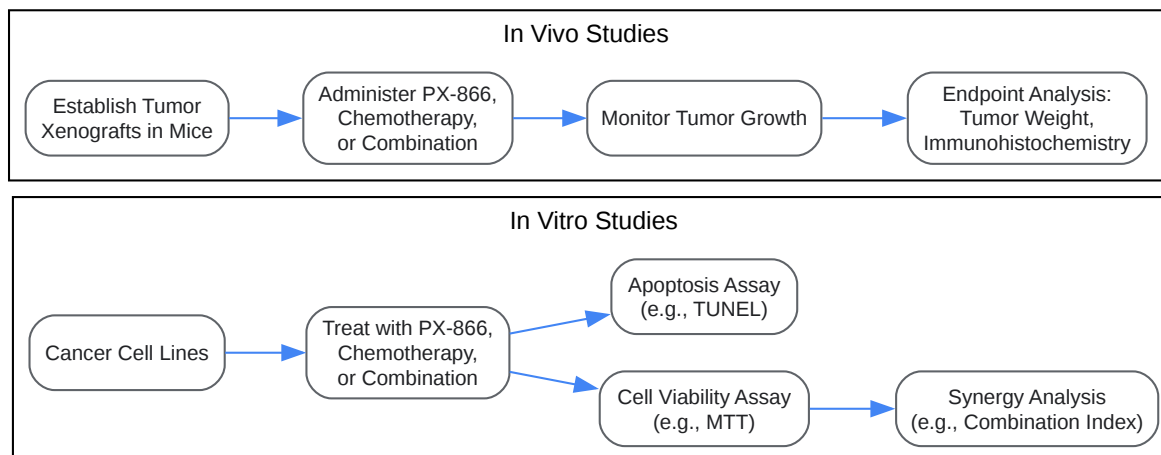 In Vivo Studies
Establish Tumor
Xenografts in Mice
Administer PX-866,
Chemotherapy,
or Combination
Monitor Tumor Growth
Endpoint Analysis:
Tumor Weight,
Immunohistochemistry
In Vitro Studies
Cancer Cell Lines
Treat with PX-866,
Chemotherapy,
or Combination
Apoptosis Assay
(e.g., TUNEL)
Cell Viability Assay
(e.g., MTT)
Synergy Analysis
(e.g., Combination Index)